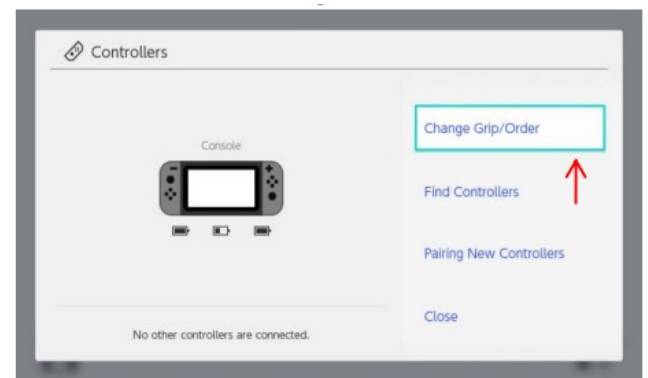 Controllers
Console
Change Grip/Order
Find Controllers
Pairing New Controllers
Close
No other controllers are connected.